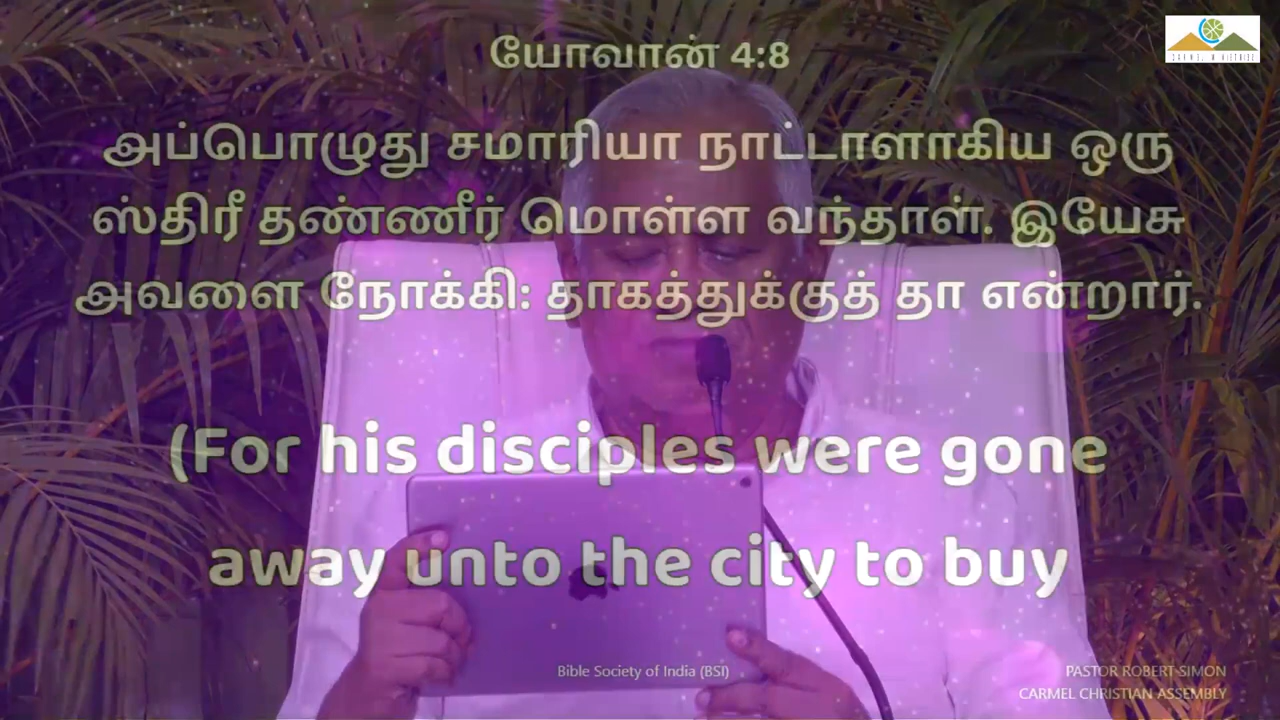 யோவான் 4:8
அப்பொழுது சமாரியா நாட்டாளாகிய ஒரு
ஸ்திரீ தண்ணீர் மொள்ள வந்தாள். இயேசு
அவளை நோக்கி: தாகத்துக்குத் தா என்றார்.
(For his disciples were gone
away unto the city to buy
Bible Society of India (BSI)
PASTOR ROBERT SIMON
CARMEL CHRISTIAN ASSEMBLY